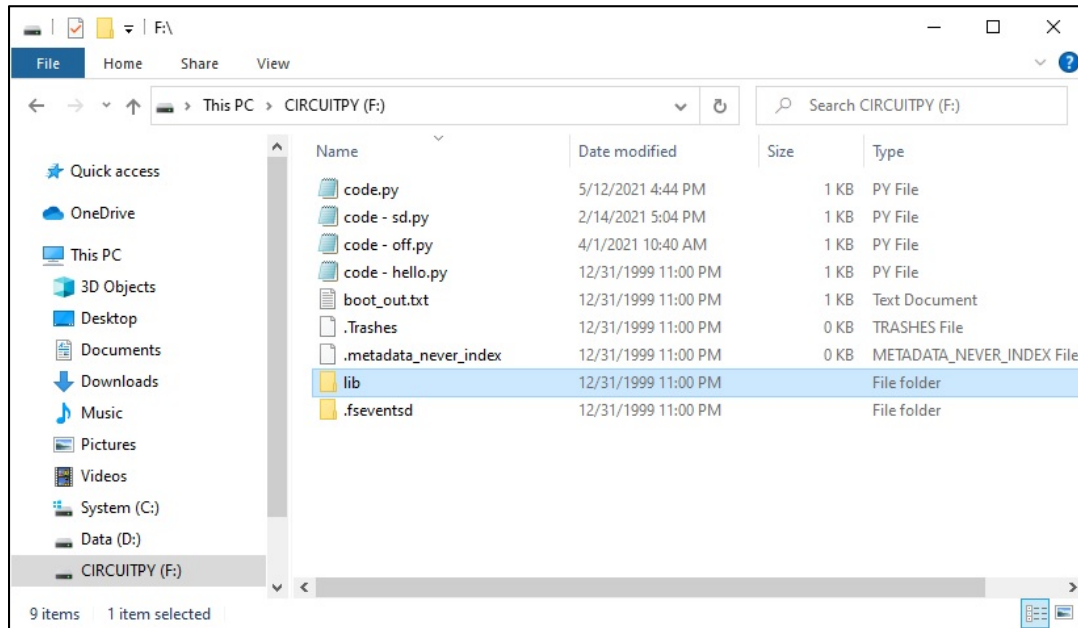 F:\
File Home Share View
This PC > CIRCUITPY (F:) Search CIRCUITPY (F:)
Quick access
OneDrive
This PC
3D Objects
Desktop
Documents
Downloads
Music
Pictures
Videos
System (C:)
Data (D:)
CIRCUITPY (F:)
Name Date modified Size Type
code.py 5/12/2021 4:44 PM 1 KB PY File
code - sd.py 2/14/2021 5:04 PM 1 KB PY File
code - off.py 4/1/2021 10:40 AM 1 KB PY File
code - hello.py 12/31/1999 11:00 PM 1 KB PY File
boot_out.txt 12/31/1999 11:00 PM 1 KB Text Document
.Trashes 12/31/1999 11:00 PM 0 KB TRASHES File
.metadata_never_index 12/31/1999 11:00 PM 0 KB METADATA_NEVER_INDEX File
lib 12/31/1999 11:00 PM File folder
.fseventsd 12/31/1999 11:00 PM File folder
9 items 1 item selected